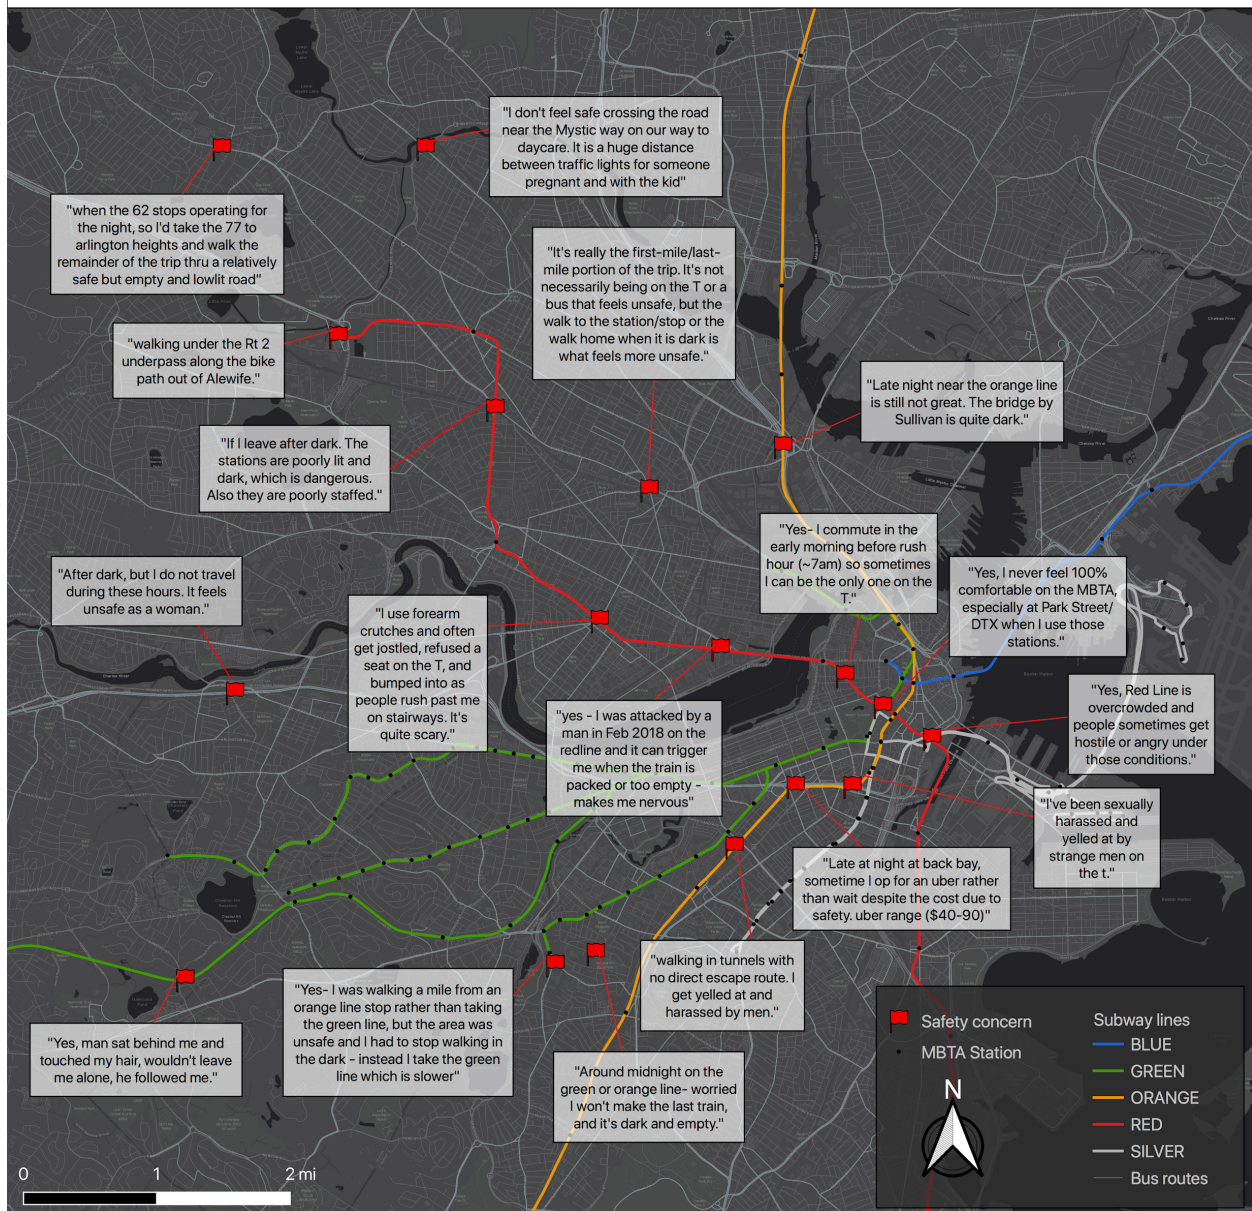 "I don't feel safe crossing the road
near the Mystic way on our way to
daycare. It is a huge distance
between traffic lights for someone
pregnant and with the kid"
"when the 62 stops operating for
the night, so I'd take the 77 to
arlington heights and walk the
remainder of the trip thru a relatively
safe but empty and lowlit road"
"It's really the first-mile/last-
mile portion of the trip. It's not
necessarily being on the T or a
bus that feels unsafe, but the
walk to the station/stop or the
walk home when it is dark is
what feels more unsafe."
"walking under the Rt 2
underpass along the bike
path out of Alewife."
"Late night near the orange line
is still not great. The bridge by
Sullivan is quite dark."
"If I leave after dark. The
stations are poorly lit and
dark, which is dangerous.
Also they are poorly staffed."
"Yes- I commute in the
early morning before rush
hour (~7am) so sometimes
I can be the only one on the
T."
"After dark, but I do not travel
during these hours. It feels
unsafe as a woman."
"Yes, I never feel 100%
comfortable on the MBTA,
especially at Park Street/
DTX when I use those
stations."
"I use forearm
crutches and often
get jostled, refused a
seat on the T, and
bumped into as
people rush past me
on stairways. It's
quite scary."
"Yes, Red Line is
overcrowded and
people sometimes get
hostile or angry under
those conditions."
"yes - I was attacked by a
man in Feb 2018 on the
redline and it can trigger
me when the train is
packed or too empty -
makes me nervous"
"I've been sexually
harassed and
yelled at by
strange men on
the t."
"Late at night at back bay,
sometime I op for an uber rather
than wait despite the cost due to
safety. uber range ($40-90)"
"walking in tunnels with
no direct escape route. I
get yelled at and
harassed by men."
"Yes- I was walking a mile from an
orange line stop rather than taking
the green line, but the area was
unsafe and I had to stop walking in
the dark - instead I take the green
line which is slower"
"Yes, man sat behind me and
touched my hair, wouldn't leave
me alone, he followed me."
"Around midnight on the
green or orange line- worried
I won't make the last train,
and it's dark and empty."
Safety concern
MBTA Station
N
Subway lines
BLUE
GREEN
ORANGE
RED
SILVER
Bus routes
0 1 2 mi
Chelsea River
Chelsea River
Charles River
Boston Harbor
Boston Harbor